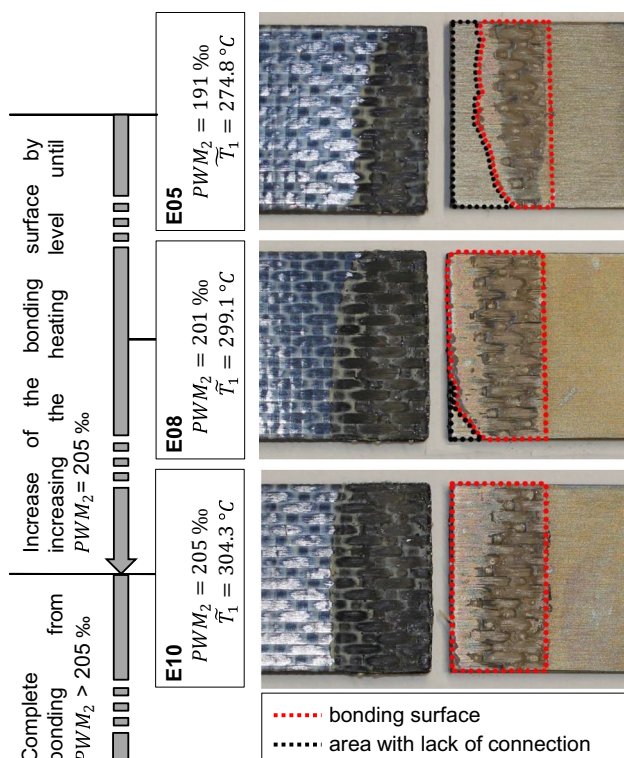 Increase of the bonding surface by
increasing the heating level until
𝑃𝑊𝑀₂ = 205 ‰
Complete bonding from
𝑃𝑊𝑀₂ > 205 ‰
E05
𝑃𝑊𝑀₂ = 191 ‰
T̃₁ = 274.8 °C
E08
𝑃𝑊𝑀₂ = 201 ‰
T̃₁ = 299.1 °C
E10
𝑃𝑊𝑀₂ = 205 ‰
T̃₁ = 304.3 °C
bonding surface
area with lack of connection